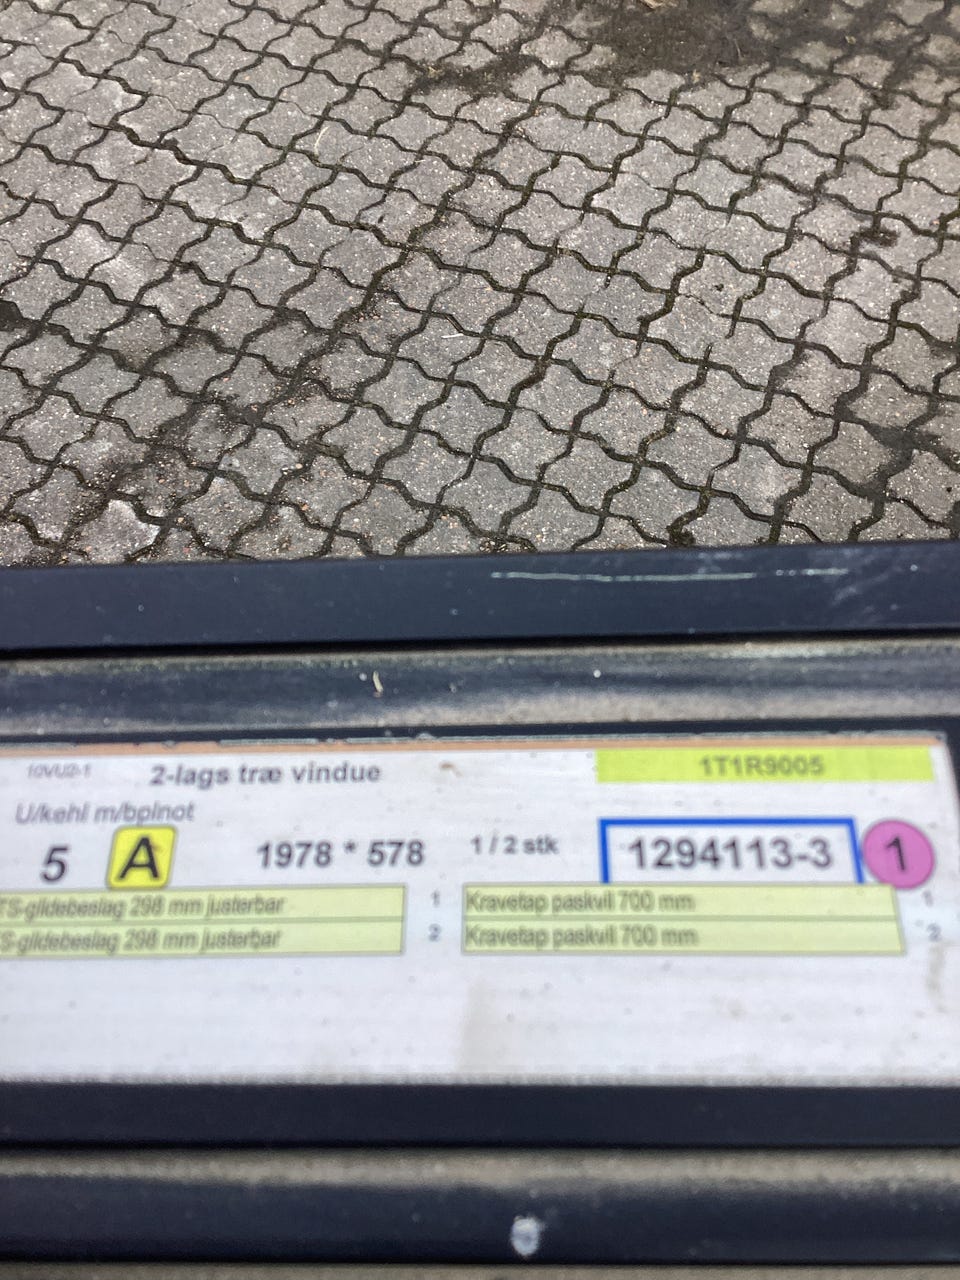 10VU2-1 2-lags træ vindue 1T1R9005
U/kehl m/bplnot
5 A 1978 * 578 1 / 2 stk 1294113-3 1
TS-glidebeslag 298 mm justerbar 1 Kravetap paskvil 700 mm 1
S-glidebeslag 298 mm justerbar 2 Kravetap paskvil 700 mm 2